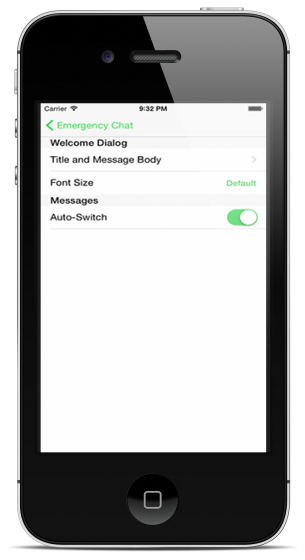 Carrier 9:32 PM
Emergency Chat
Welcome Dialog
Title and Message Body
Font Size Default
Messages
Auto-Switch